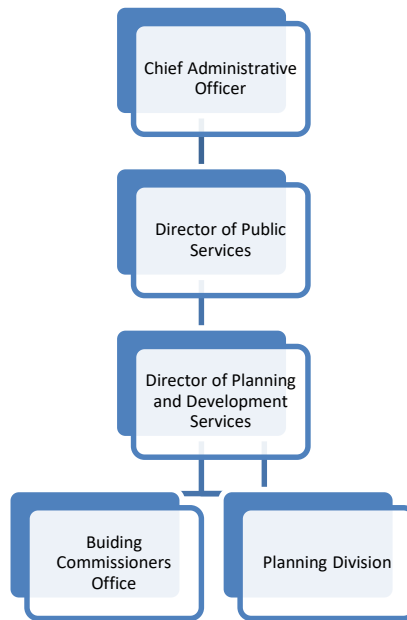 Chief Administrative
Officer
Director of Public
Services
Director of Planning
and Development
Services
Buiding
Commissioners
Office
Planning Division